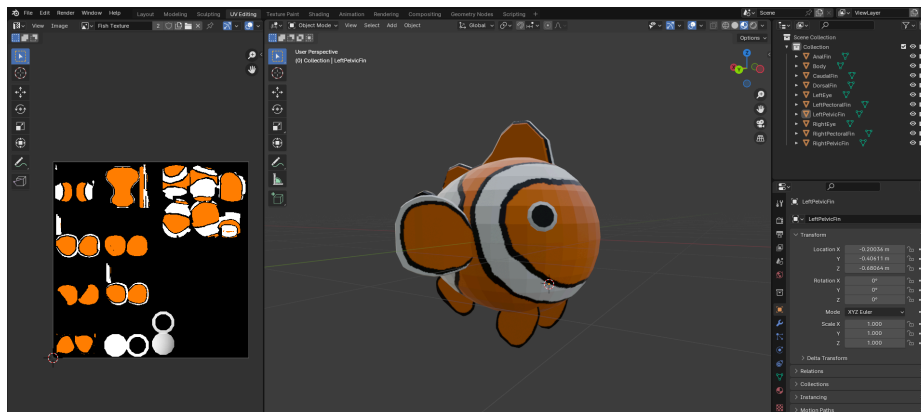 File Edit Render Window Help Layout Modeling Sculpting UV Editing Texture Paint Shading Animation Rendering Compositing Geometry Nodes Scripting + Scene ViewLayer
View Image Fish Texture 2
Object Mode View Select Add Object Global
Options
User Perspective
(0) Collection | LeftPelvicFin
Z
Y
Scene Collection
Collection
AnalFin
Body
CaudalFin
DorsalFin
LeftEye
LeftPectoralFin
LeftPelvicFin
RightEye
RightPectoralFin
RightPelvicFin
LeftPelvicFin
LeftPelvicFin
Transform
Location X -0.20036 m
Y -0.40611 m
Z -0.68064 m
Rotation X 0°
Y 0°
Z 0°
Mode XYZ Euler
Scale X 1.000
Y 1.000
Z 1.000
Delta Transform
Relations
Collections
Instancing
Motion Paths